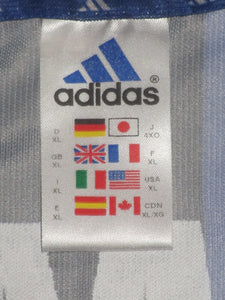 adidas ®
D XL J 4XO
GB XL F XL
I XL USA XL
E XL CDN XL/XG